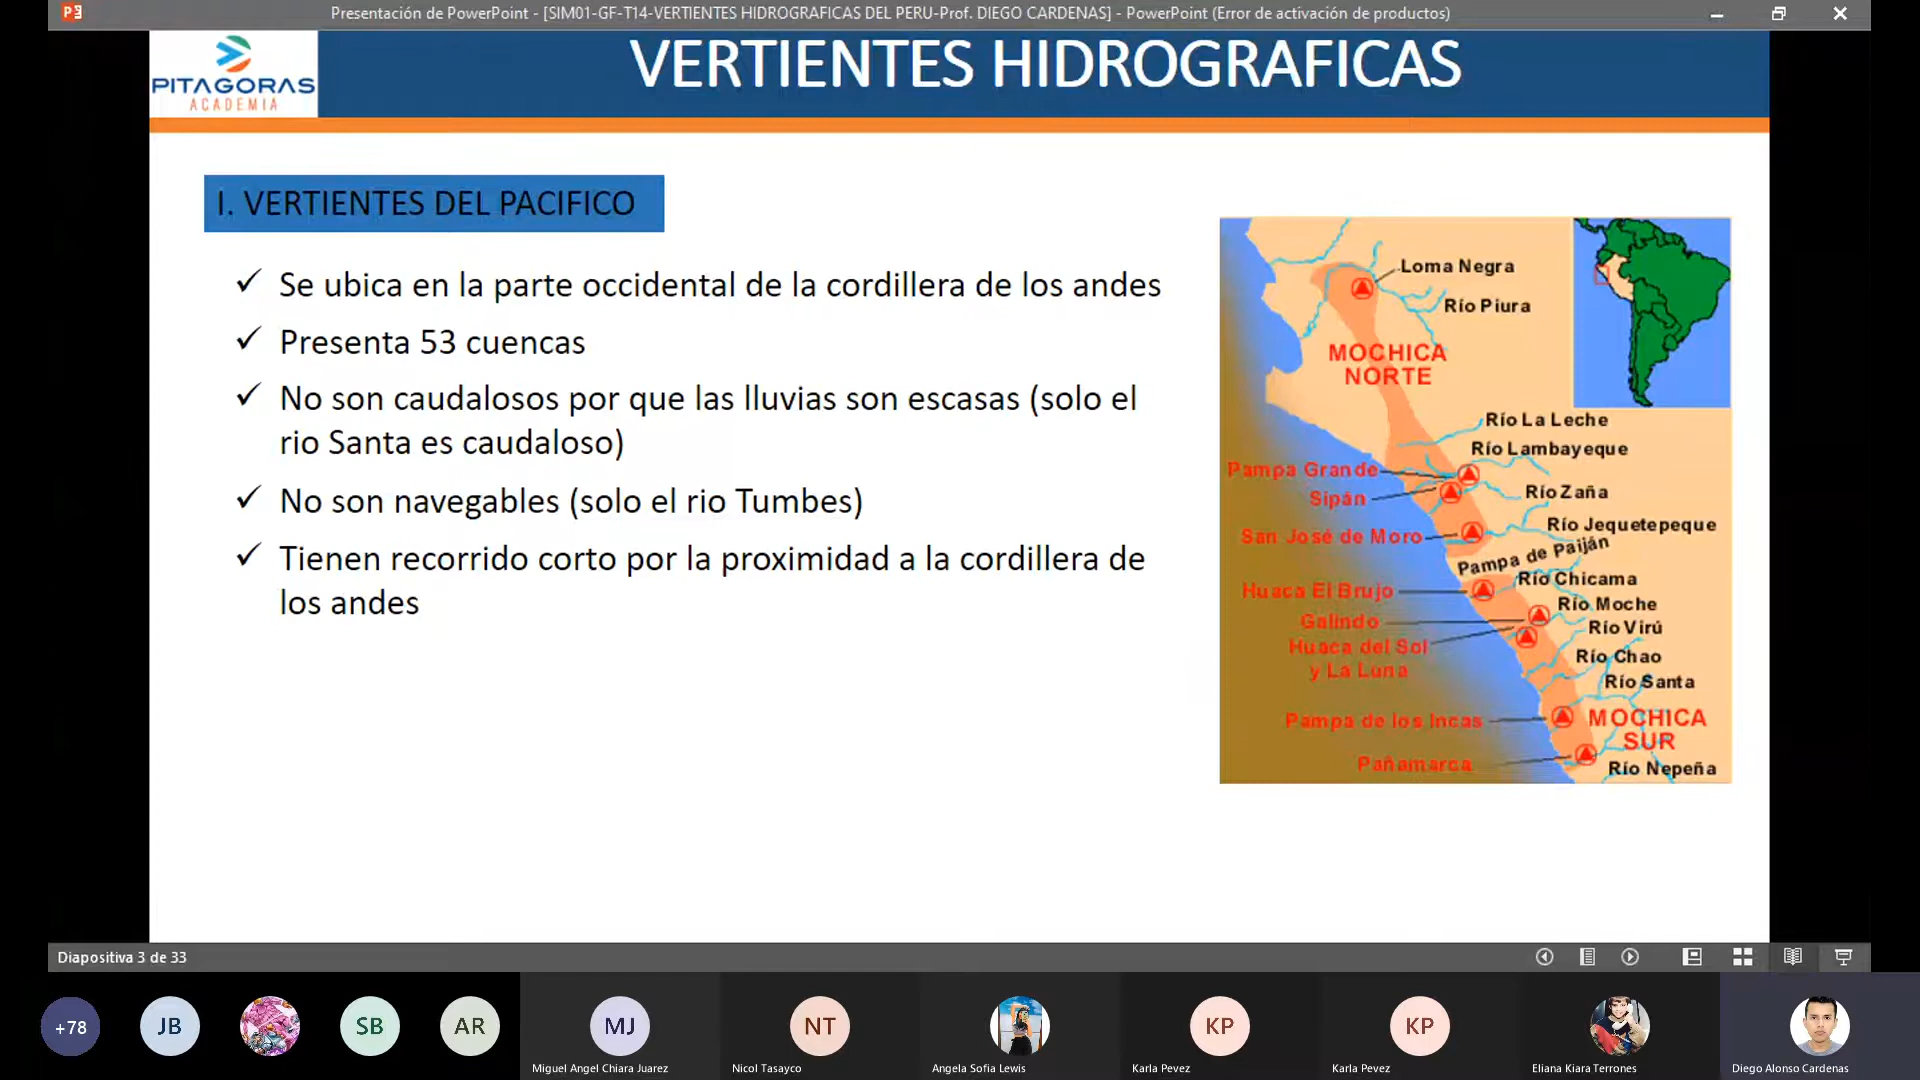 Presentación de PowerPoint - [SIM01-GF-T14-VERTIENTES HIDROGRAFICAS DEL PERU-Prof. DIEGO CARDENAS] - PowerPoint (Error de activación de productos)
PITAGORAS
ACADEMIA
VERTIENTES HIDROGRAFICAS
I. VERTIENTES DEL PACIFICO
✓ Se ubica en la parte occidental de la cordillera de los andes
✓ Presenta 53 cuencas
✓ No son caudalosos por que las lluvias son escasas (solo el
rio Santa es caudaloso)
✓ No son navegables (solo el rio Tumbes)
✓ Tienen recorrido corto por la proximidad a la cordillera de
los andes
Loma Negra
Río Piura
MOCHICA
NORTE
Río La Leche
Río Lambayeque
Pampa Grande
Sipán
Río Zaña
San José de Moro
Río Jequetepeque
Pampa de Paiján
Río Chicama
Huaca El Brujo
Río Moche
Galindo
Río Virú
Huaca del Sol
y La Luna
Río Chao
Río Santa
Pampa de los Incas
MOCHICA
SUR
Pañamarca
Río Nepeña
Diapositiva 3 de 33
+78
JB
SB
AR
MJ
NT
KP
KP
Miguel Angel Chiara Juarez
Nicol Tasayco
Angela Sofia Lewis
Karla Pevez
Karla Pevez
Eliana Kiara Terrones
Diego Alonso Cardenas